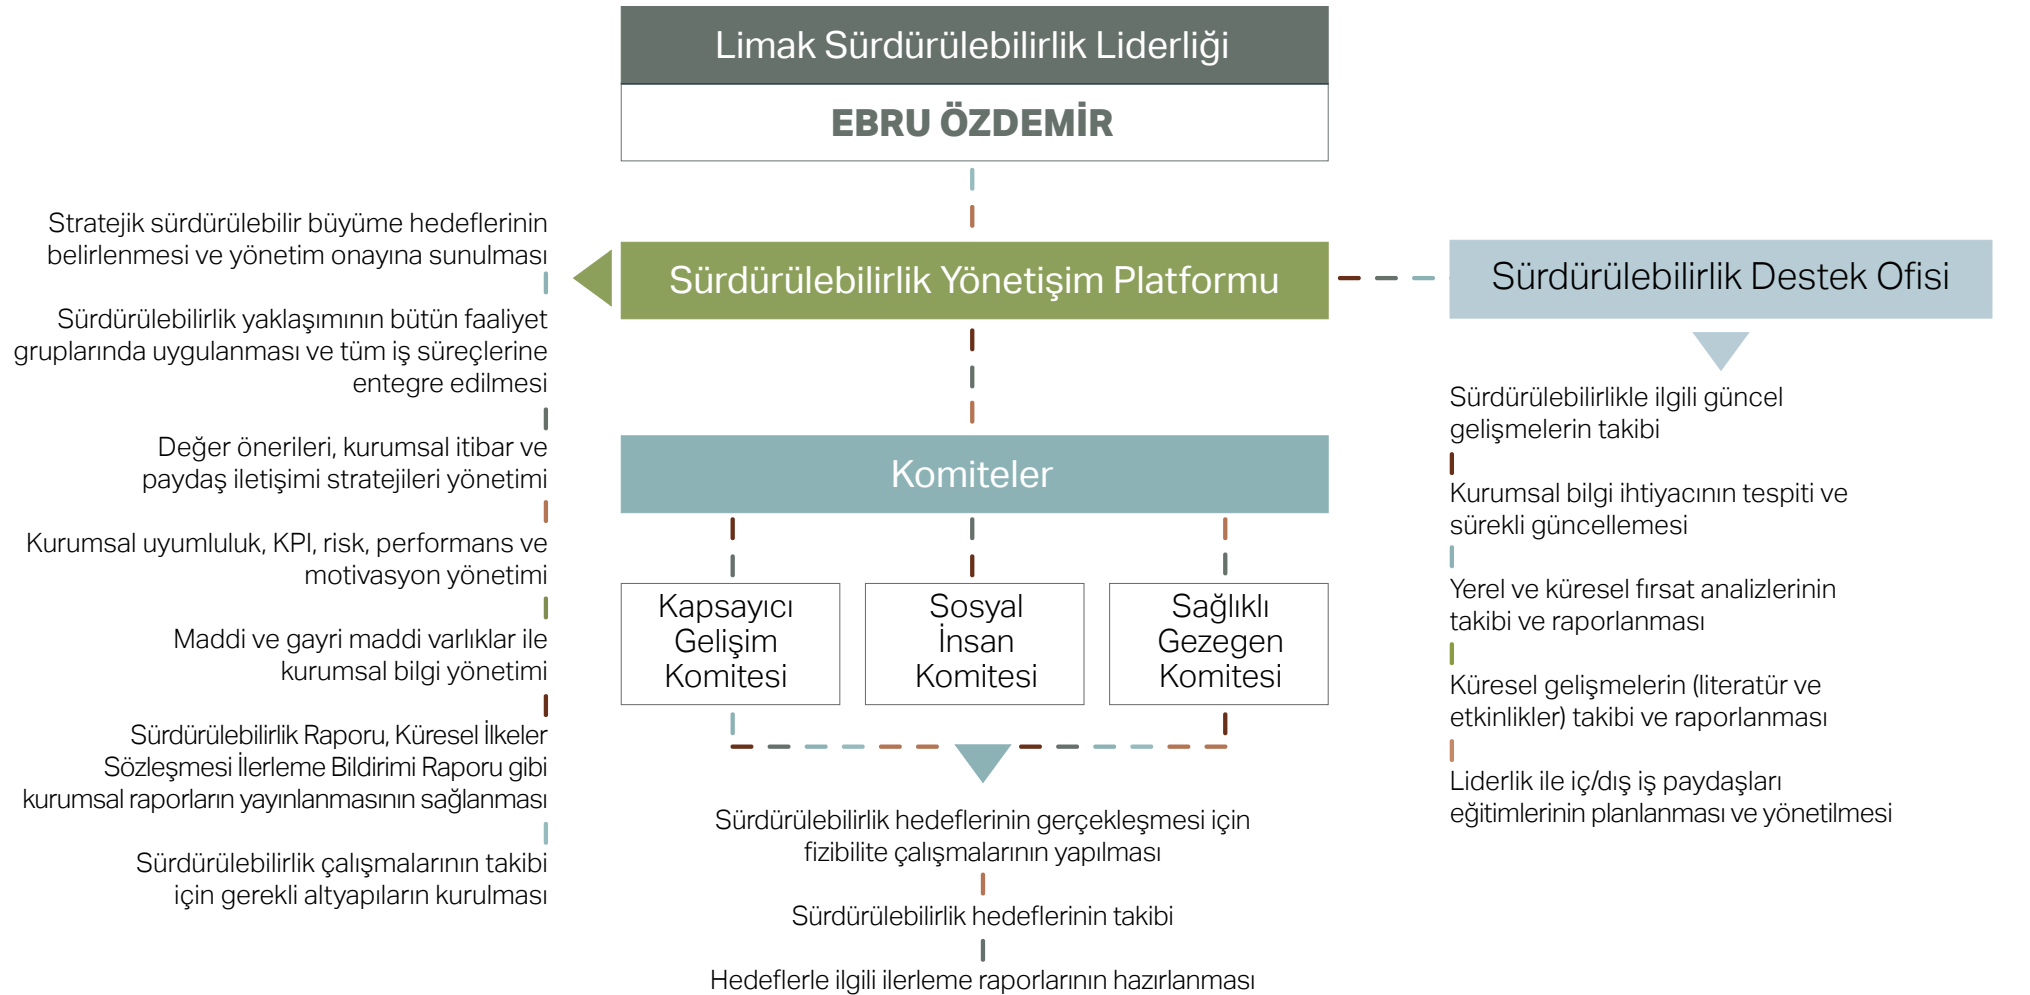 Limak Sürdürülebilirlik Liderliği
EBRU ÖZDEMİR
Sürdürülebilirlik Yönetişim Platformu
Stratejik sürdürülebilir büyüme hedeflerinin
belirlenmesi ve yönetim onayına sunulması
Sürdürülebilirlik yaklaşımının bütün faaliyet
gruplarında uygulanması ve tüm iş süreçlerine
entegre edilmesi
Değer önerileri, kurumsal itibar ve
paydaş iletişimi stratejileri yönetimi
Kurumsal uyumluluk, KPI, risk, performans ve
motivasyon yönetimi
Maddi ve gayri maddi varlıklar ile
kurumsal bilgi yönetimi
Sürdürülebilirlik Raporu, Küresel İlkeler
Sözleşmesi İlerleme Bildirimi Raporu gibi
kurumsal raporların yayınlanmasının sağlanması
Sürdürülebilirlik çalışmalarının takibi
için gerekli altyapıların kurulması
Komiteler
Kapsayıcı
Gelişim
Komitesi
Sosyal
İnsan
Komitesi
Sağlıklı
Gezegen
Komitesi
Sürdürülebilirlik hedeflerinin gerçekleşmesi için
fizibilite çalışmalarının yapılması
Sürdürülebilirlik hedeflerinin takibi
Hedeflerle ilgili ilerleme raporlarının hazırlanması
Sürdürülebilirlik Destek Ofisi
Sürdürülebilirlikle ilgili güncel
gelişmelerin takibi
Kurumsal bilgi ihtiyacının tespiti ve
sürekli güncellemesi
Yerel ve küresel fırsat analizlerinin
takibi ve raporlanması
Küresel gelişmelerin (literatür ve
etkinlikler) takibi ve raporlanması
Liderlik ile iç/dış iş paydaşları
eğitimlerinin planlanması ve yönetilmesi